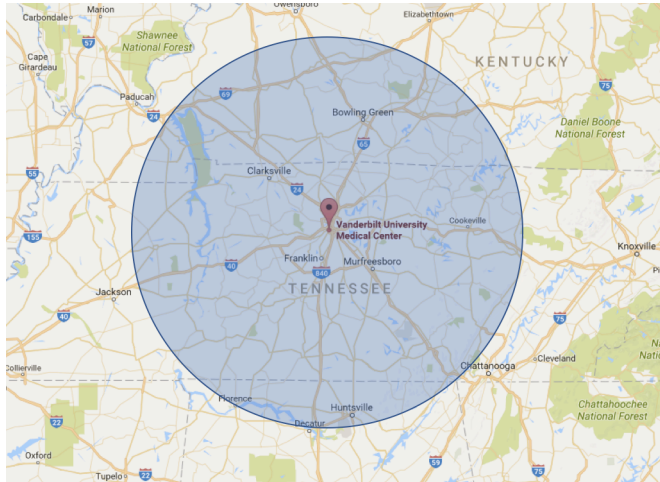 Carbondale
Marion
Owensboro
Elizabethtown
Shawnee
National Forest
57
KENTUCKY
Cape
Girardeau
69
75
Paducah
24
Bowling Green
Daniel Boone
National Forest
65
55
Clarksville
24
Vanderbilt University
Medical Center
Cookeville
155
Knoxville
Franklin
Murfreesboro
40
840
TENNESSEE
Jackson
40
75
Chattanooga
Cleveland
Collierville
Chattahoochee
National Forest
Florence
Huntsville
22
Decatur
Oxford
59
75
Tupelo
22